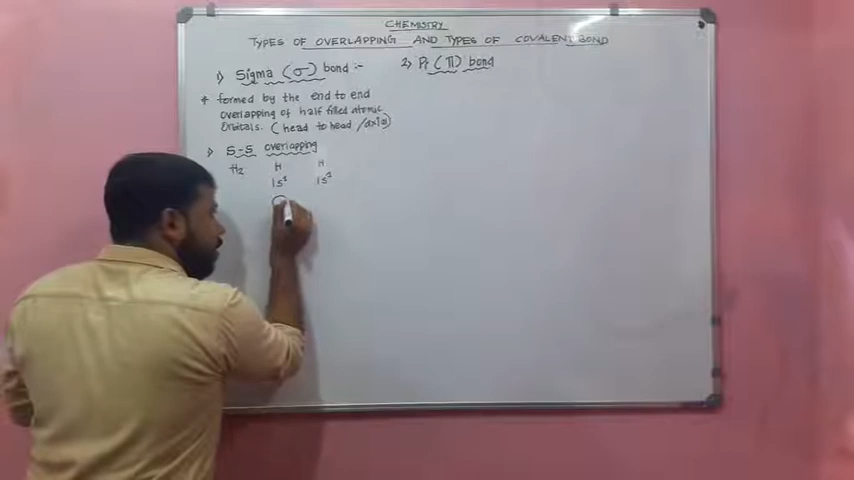 CHEMISTRY
TYPES OF OVERLAPPING AND TYPES OF COVALENT BOND
1) Sigma (σ) bond :-
2) Pi (π) bond
* formed by the end to end
overlapping of half filled atomic
Orbitals. ( head to head / axial)
1) S-S overlapping
H₂ H H
1s¹ 1s¹